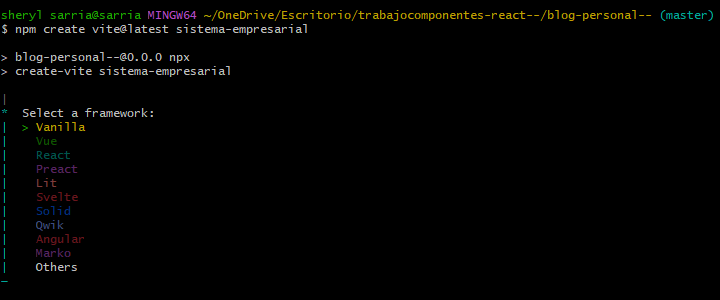 sheryl sarria@sarria MINGW64 ~/OneDrive/Escritorio/trabajocomponentes-react--/blog-personal-- (master)
$ npm create vite@latest sistema-empresarial
> blog-personal--@0.0.0 npx
> create-vite sistema-empresarial
|
* Select a framework:
| > Vanilla
| Vue
| React
| Preact
| Lit
| Svelte
| Solid
| Qwik
| Angular
| Marko
| Others
—